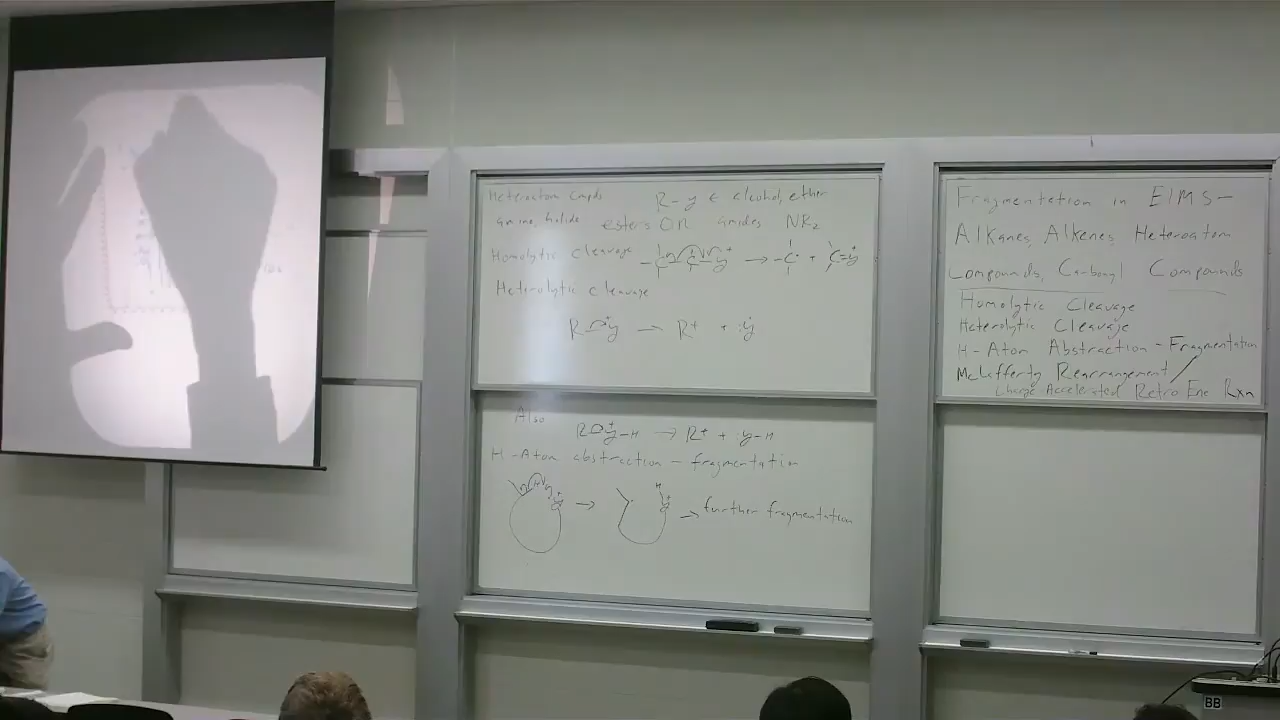 Heteroatom Cmpds R-y ∈ alcohol, ether
amine, halide esters OR amides NR₂
Homolytic cleavage -C-C-y⁺ → -C· + C=y⁺
Heterolytic cleavage
R-y⁺ → R⁺ + :y·
Also
R-y⁺-H → R⁺ + y-H
H-Atom abstraction - fragmentation
→ further fragmentation
Fragmentation in EIMS-
Alkanes, Alkenes, Heteroatom
Compounds, Carbonyl Compounds
Homolytic Cleavage
Heterolytic Cleavage
H-Atom Abstraction - Fragmentation
McLafferty Rearrangement
Charge Accelerated Retro Ene Rxn
BB